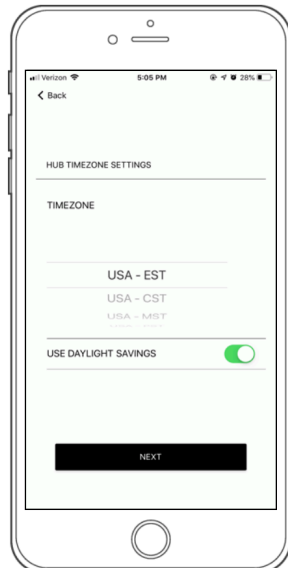 Verizon 5:05 PM 28%
Back
HUB TIMEZONE SETTINGS
TIMEZONE
USA - EST
USA - CST
USA - MST
USE DAYLIGHT SAVINGS
NEXT